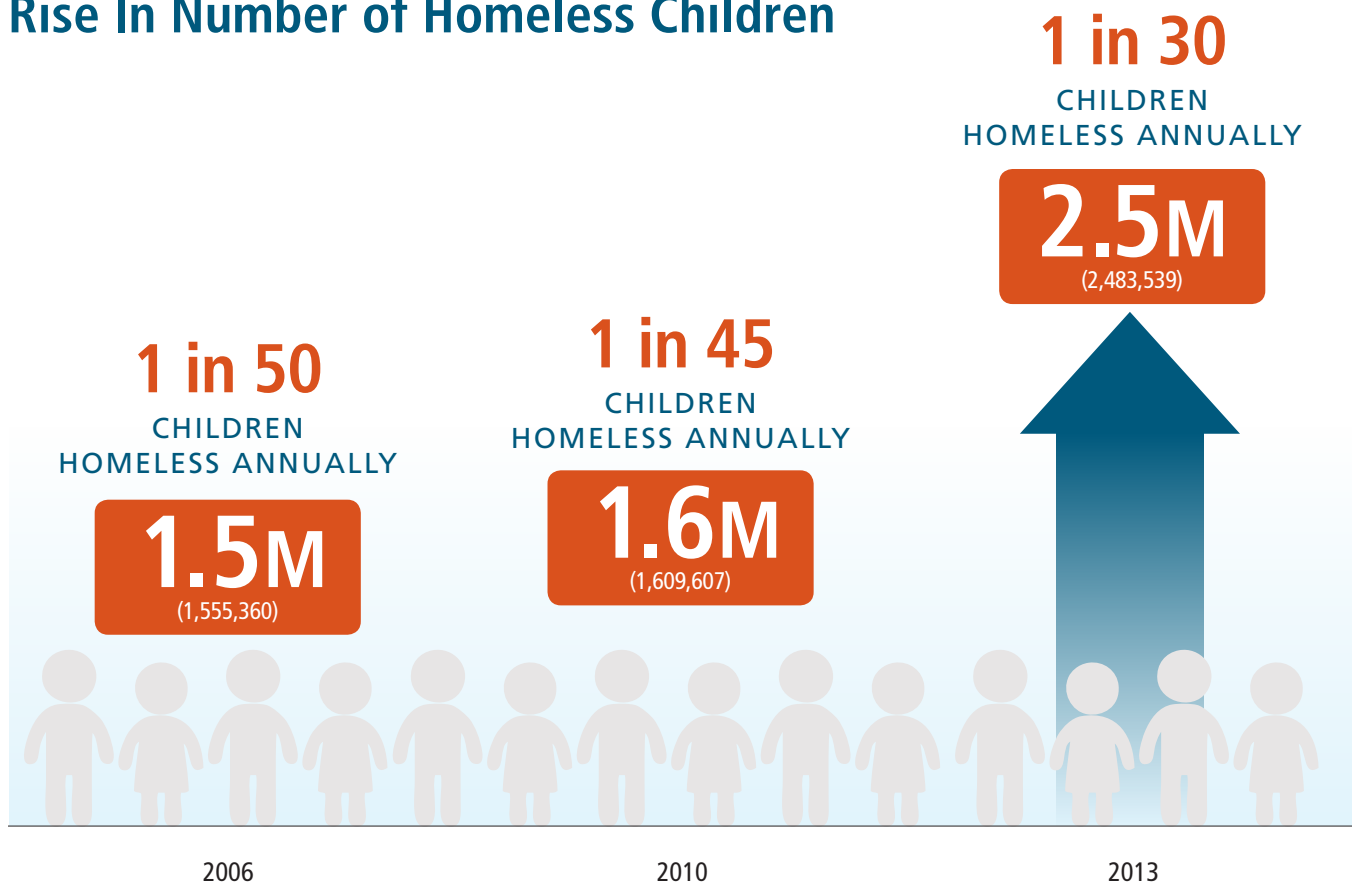 Rise In Number of Homeless Children
1 in 30
CHILDREN
HOMELESS ANNUALLY
2.5M
(2,483,539)
1 in 50
CHILDREN
HOMELESS ANNUALLY
1.5M
(1,555,360)
1 in 45
CHILDREN
HOMELESS ANNUALLY
1.6M
(1,609,607)
2006
2010
2013